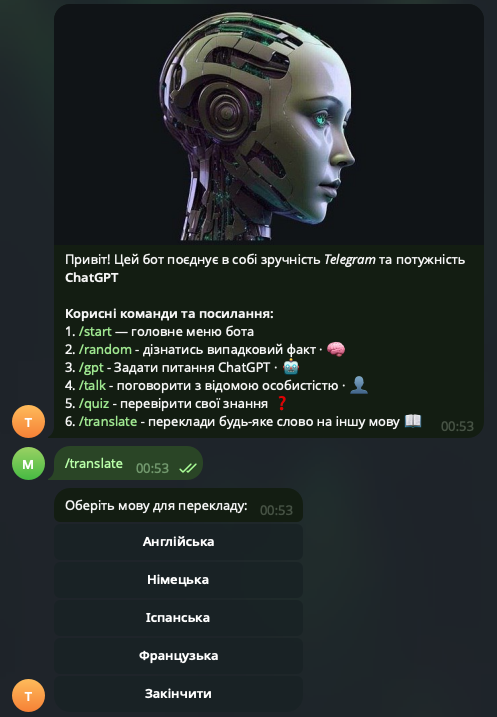 Привіт! Цей бот поєднує в собі зручність Telegram та потужність
ChatGPT
Корисні команди та посилання:
1. /start — головне меню бота
2. /random - дізнатись випадковий факт · 🧠
3. /gpt - Задати питання ChatGPT · 🤖
4. /talk - поговорити з відомою особистістю · 👤
5. /quiz - перевірити свої знання ❓
6. /translate - переклади будь-яке слово на іншу мову 📖 00:53
T
M
/translate 00:53
Оберіть мову для перекладу: 00:53
Англійська
Німецька
Іспанська
Французька
Закінчити
T